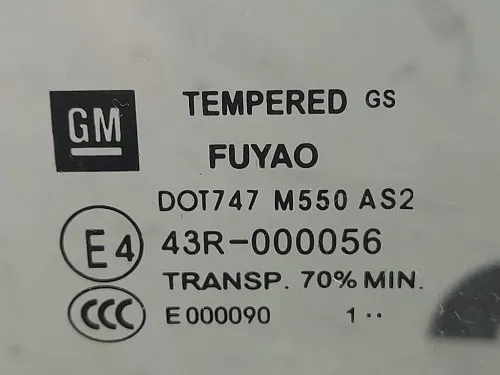 GM
TEMPERED GS
FUYAO
DOT747 M550 AS2
E4 43R-000056
TRANSP. 70% MIN.
CCC E000090 1··